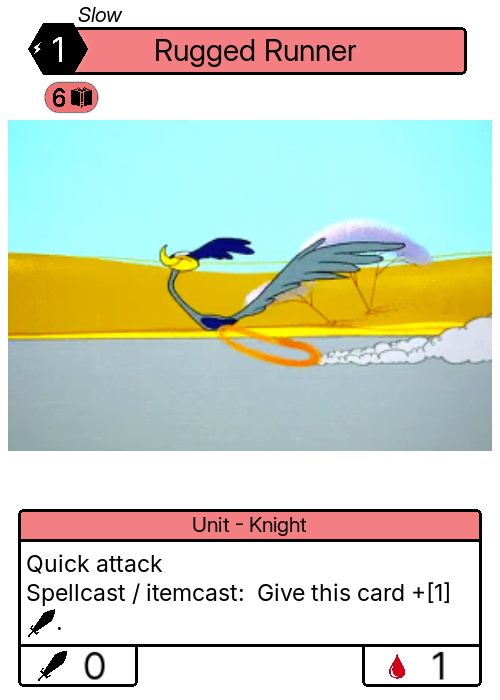 Slow
1
Rugged Runner
6
Unit - Knight
Quick attack
Spellcast / itemcast:  Give this card +[1]
.
0
1